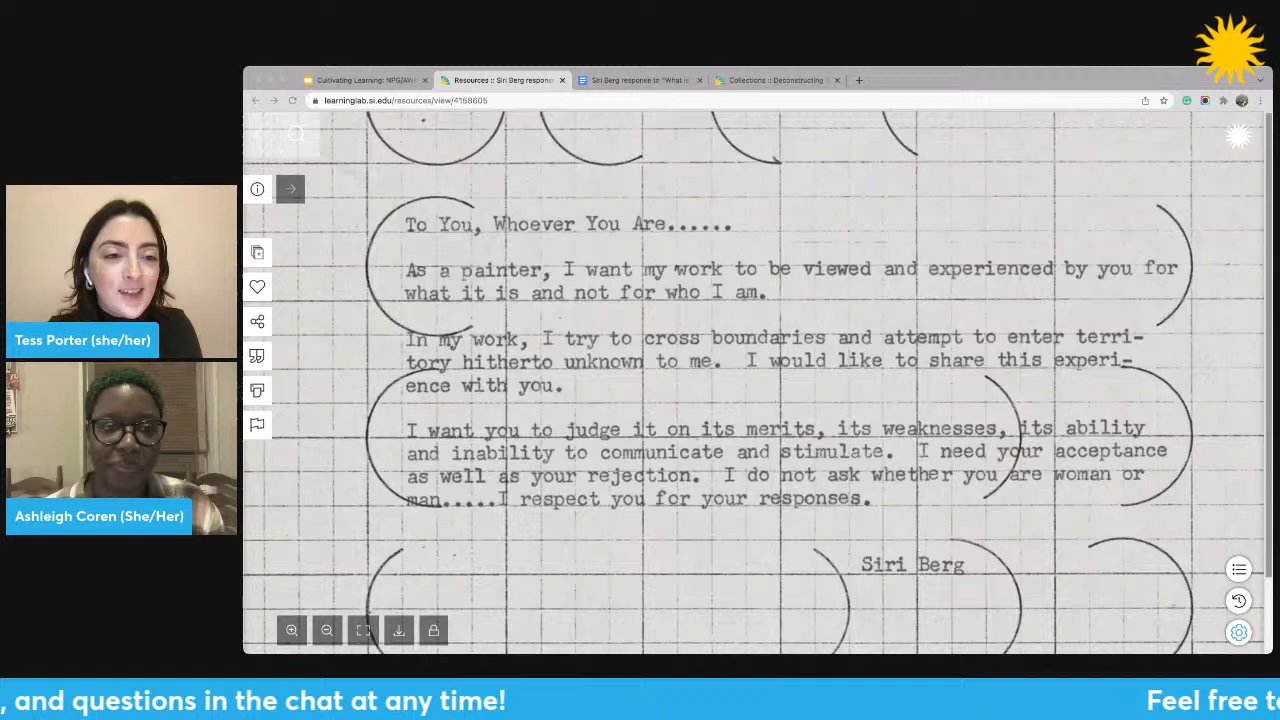 Cultivating Learning: NPG/AWH
Resources :: Siri Berg respons
Siri Berg response to "What is
Collections :: Deconstructing
learninglab.si.edu/resources/view/4158605
To You, Whoever You Are......
As a painter, I want my work to be viewed and experienced by you for
what it is and not for who I am.
In my work, I try to cross boundaries and attempt to enter terri-
tory hitherto unknown to me. I would like to share this experi-
ence with you.
I want you to judge it on its merits, its weaknesses, its ability
and inability to communicate and stimulate. I need your acceptance
as well as your rejection. I do not ask whether you are woman or
man.....I respect you for your responses.
Siri Berg
Tess Porter (she/her)
Ashleigh Coren (She/Her)
, and questions in the chat at any time!
Feel free to